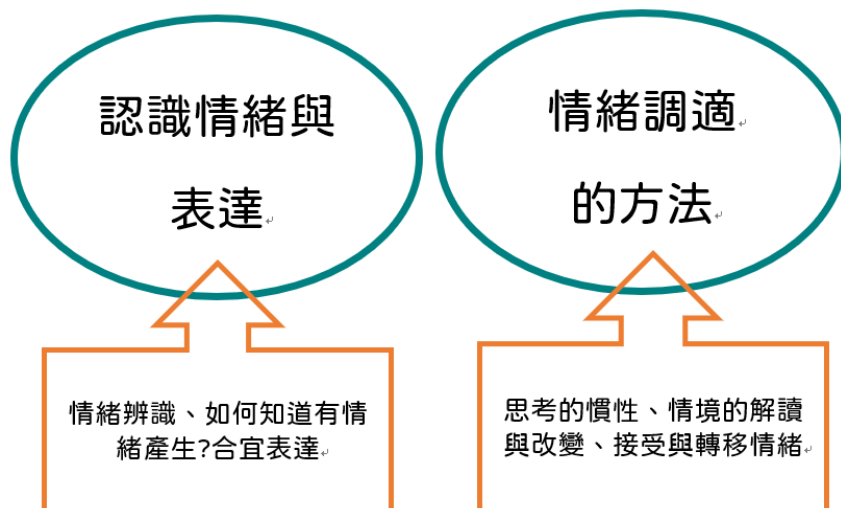 認識情緒與
表達
情緒調適
的方法
情緒辨識、如何知道有情
緒產生?合宜表達
思考的慣性、情境的解讀
與改變、接受與轉移情緒